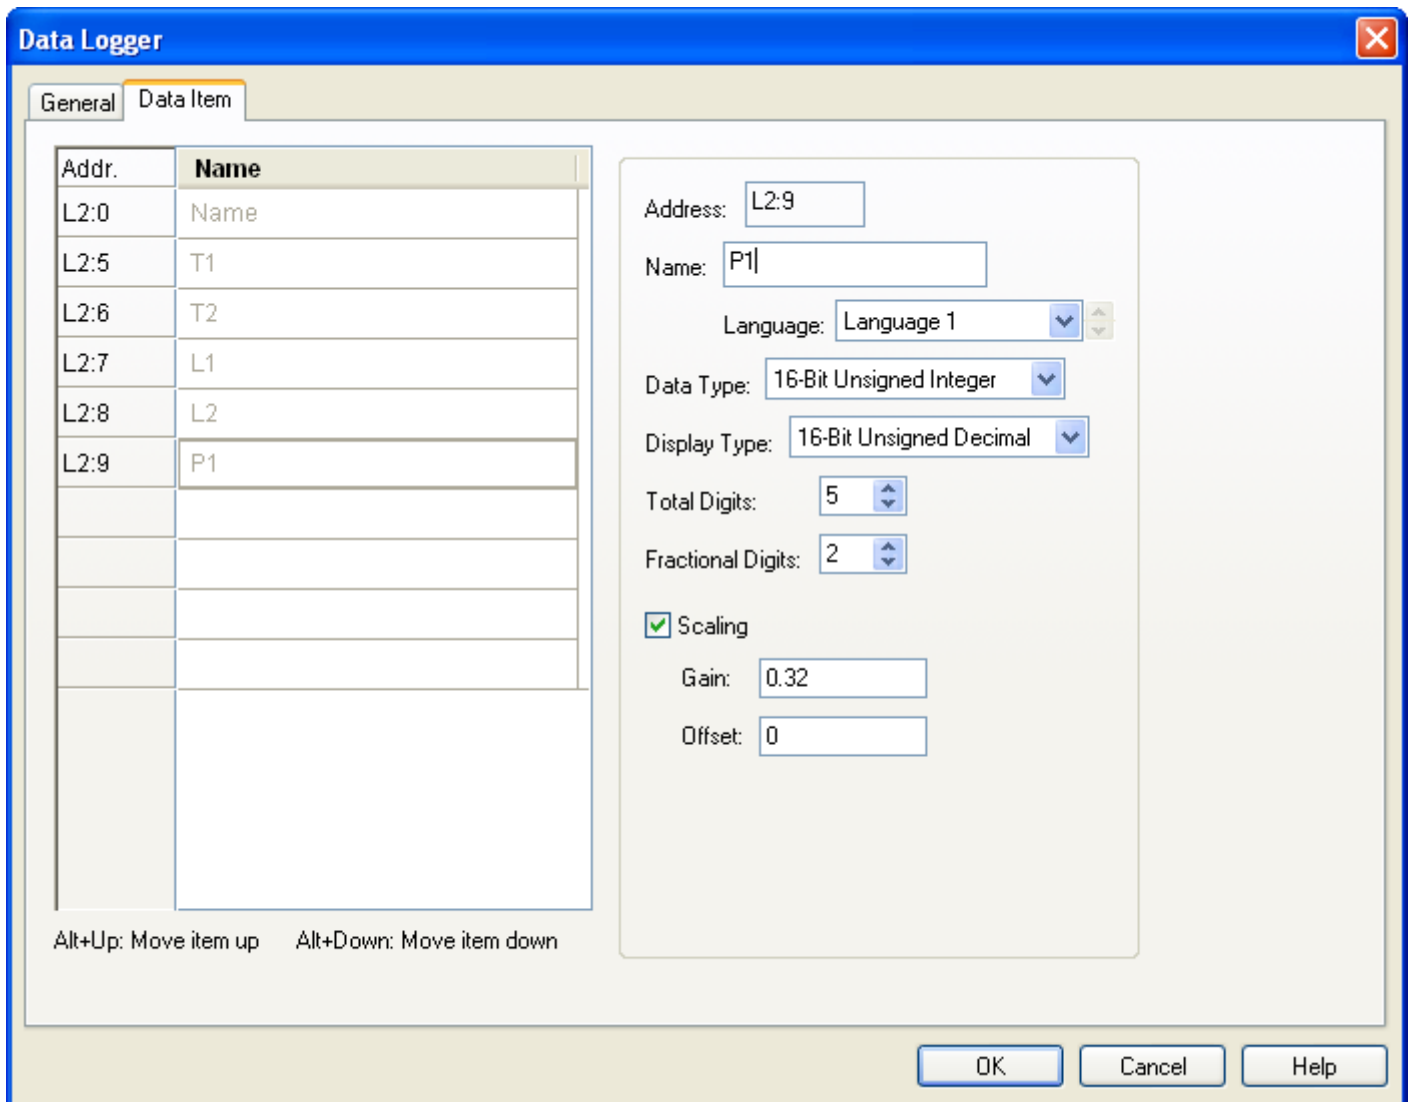 Data Logger
General
Data Item
Addr. Name
L2:0 Name
L2:5 T1
L2:6 T2
L2:7 L1
L2:8 L2
L2:9 P1
Alt+Up: Move item up Alt+Down: Move item down
Address: L2:9
Name: P1
Language: Language 1
Data Type: 16-Bit Unsigned Integer
Display Type: 16-Bit Unsigned Decimal
Total Digits: 5
Fractional Digits: 2
Scaling
Gain: 0.32
Offset: 0
OK Cancel Help